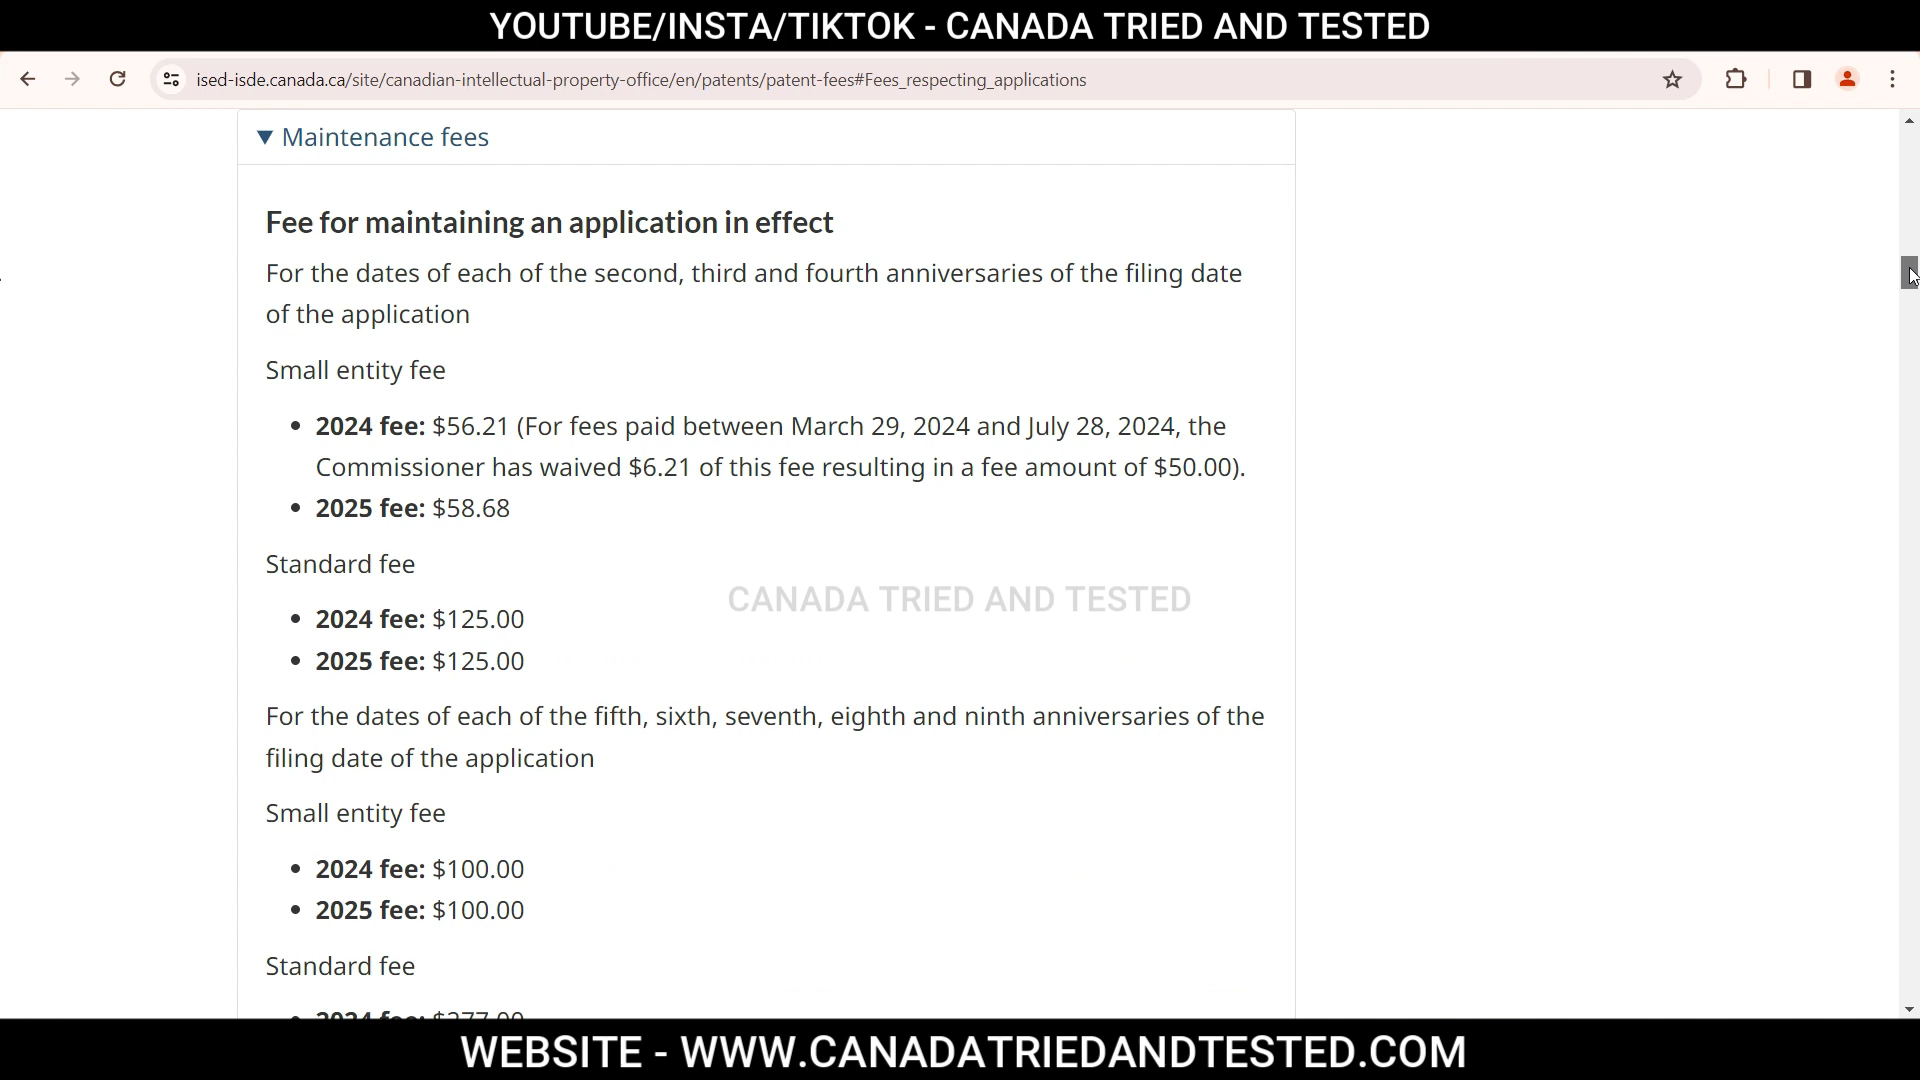 YOUTUBE/INSTA/TIKTOK - CANADA TRIED AND TESTED
ised-isde.canada.ca/site/canadian-intellectual-property-office/en/patents/patent-fees#Fees_respecting_applications
▼ Maintenance fees
Fee for maintaining an application in effect
For the dates of each of the second, third and fourth anniversaries of the filing date
of the application
Small entity fee
• 2024 fee: $56.21 (For fees paid between March 29, 2024 and July 28, 2024, the
Commissioner has waived $6.21 of this fee resulting in a fee amount of $50.00).
• 2025 fee: $58.68
Standard fee
CANADA TRIED AND TESTED
• 2024 fee: $125.00
• 2025 fee: $125.00
For the dates of each of the fifth, sixth, seventh, eighth and ninth anniversaries of the
filing date of the application
Small entity fee
• 2024 fee: $100.00
• 2025 fee: $100.00
Standard fee
• 2024 fee: $277.00
WEBSITE - WWW.CANADATRIEDANDTESTED.COM